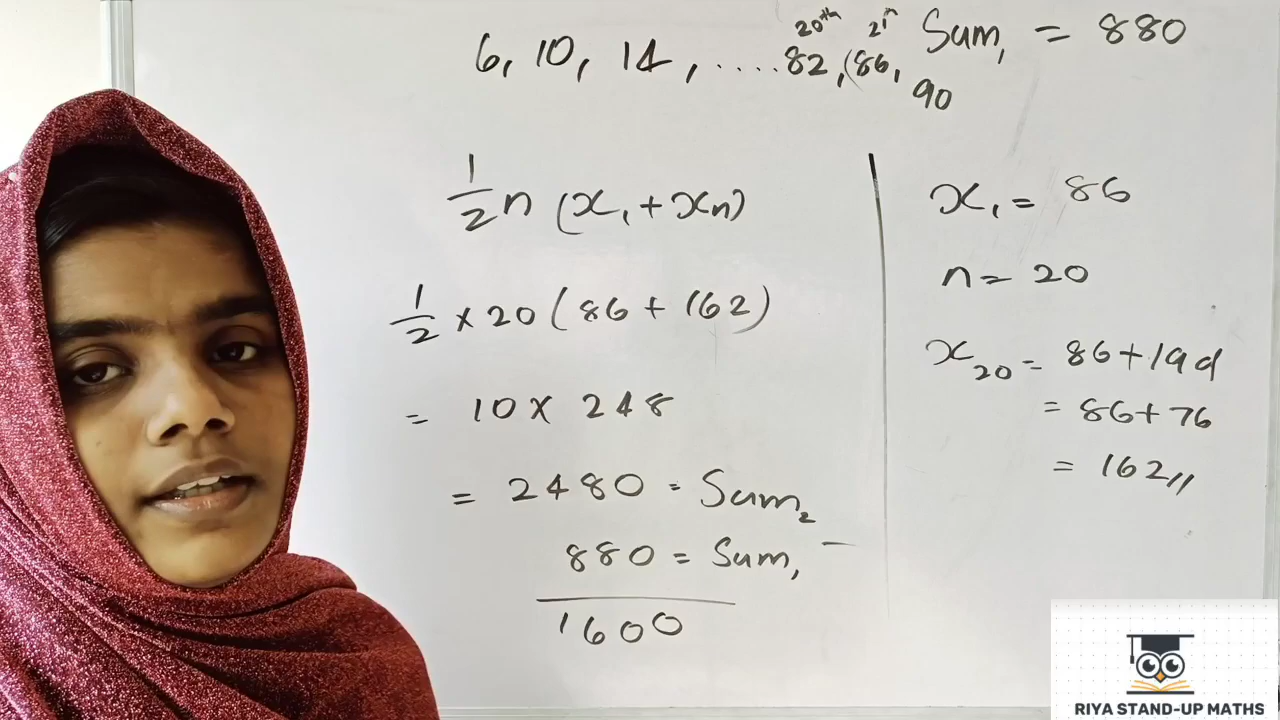 20th 21st Sum₁ = 880
6, 10, 14, ....82, (86,
90
1/2 n (x₁ + xn)
1/2 × 20 (86 + 162)
= 10 × 248
= 2480 = Sum₂
880 = Sum₁ –
1600
x₁ = 86
n = 20
x₂₀ = 86 + 19d
= 86 + 76
= 162//
RIYA STAND-UP MATHS